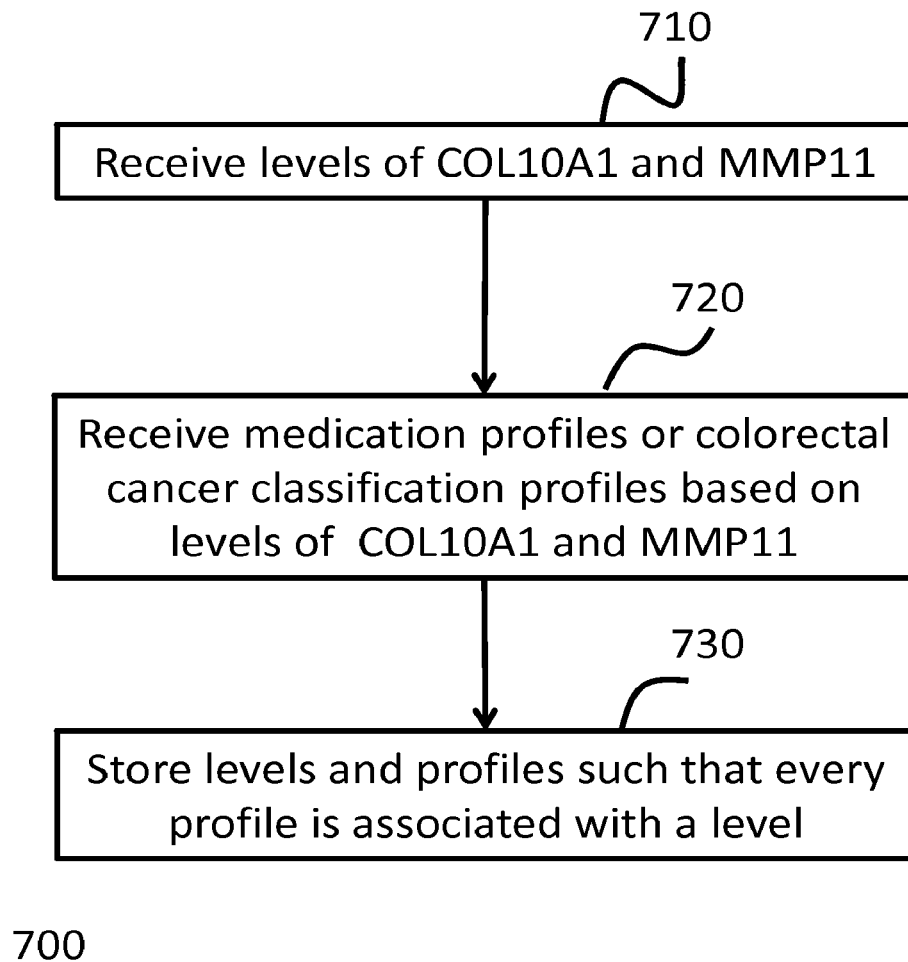 710
Receive levels of COL10A1 and MMP11
720
Receive medication profiles or colorectal
cancer classification profiles based on
levels of COL10A1 and MMP11
730
Store levels and profiles such that every
profile is associated with a level
700